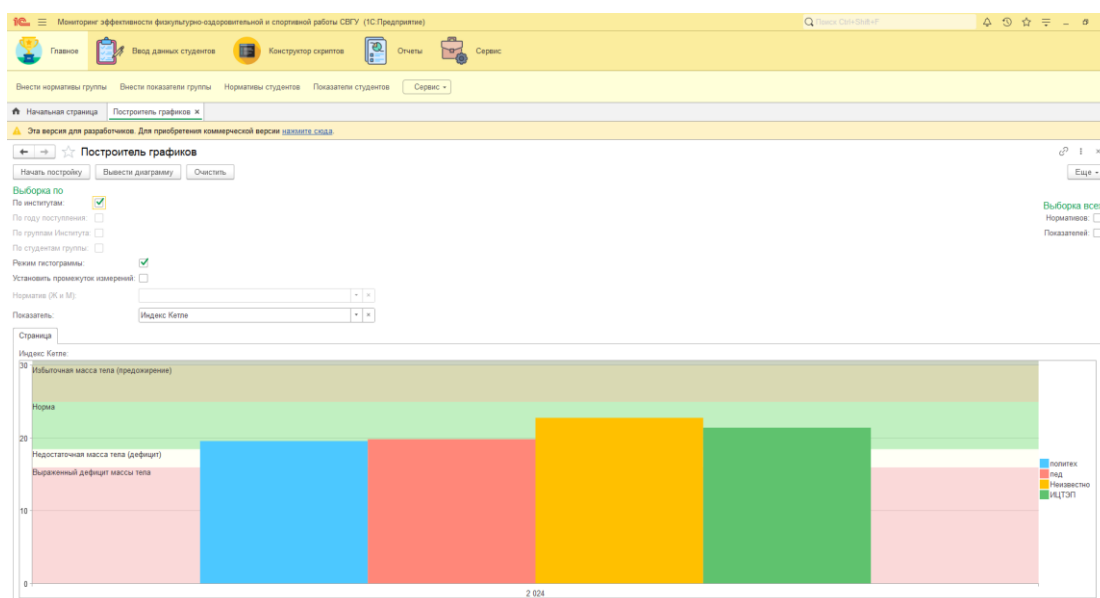 Мониторинг эффективности физкультурно-оздоровительной и спортивной работы СВГУ (1С:Предприятие) Поиск Ctrl+Shift+F
Главное Ввод данных студентов Конструктор скриптов Отчеты Сервис
Внести нормативы группы Внести показатели группы Нормативы студентов Показатели студентов Сервис
Начальная страница Построитель графиков ×
Эта версия для разработчиков. Для приобретения коммерческой версии нажмите сюда.
Построитель графиков
Начать постройку Вывести диаграмму Очистить Еще
Выборка по
По институтам: Выборка всех
По году поступления: Нормативов:
По группам Института: Показателей:
По студентам группы:
Режим гистограммы:
Установить промежуток измерений:
Норматив (Ж и М):
Показатель: Индекс Кетле
Страница
Индекс Кетле:
30
Избыточная масса тела (предожирение)
Норма
20
Недостаточная масса тела (дефицит)
Выраженный дефицит массы тела
политех
пед
Неизвестно
ИЦТЭП
10
0
2 024